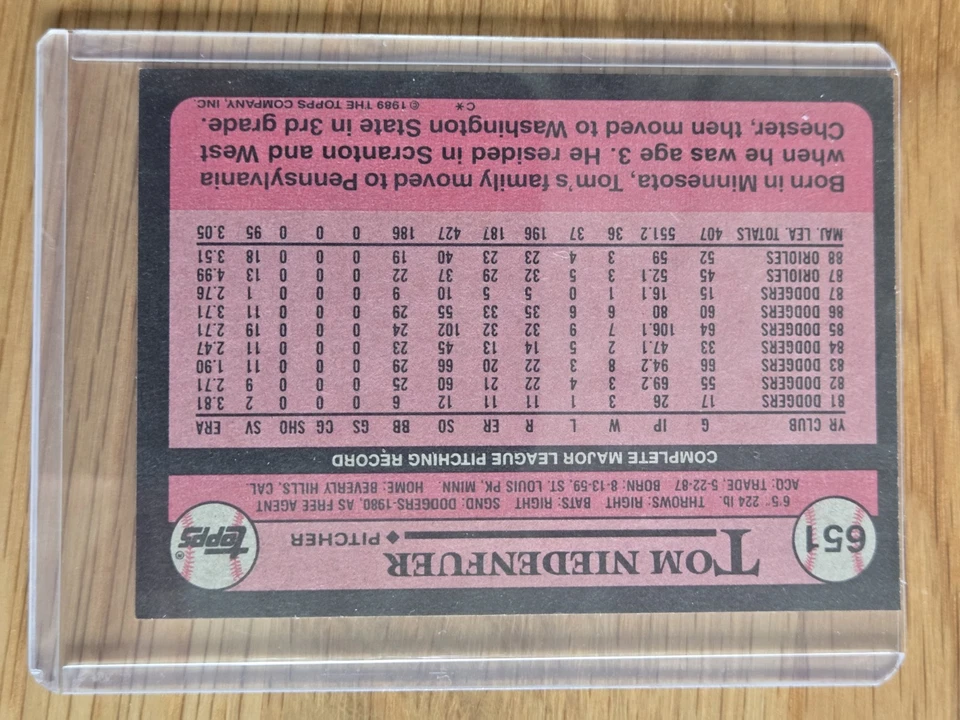 651
TOM NIEDENFUER ◆ PITCHER
topps®
6'5" 224 lb THROWS: RIGHT BATS: RIGHT SGND: DODGERS, AS FREE AGENT, 1980
ACQ: TRADE, 5-22-87 BORN: 8-13-59, ST. LOUIS PK, MINN HOME: BEVERLY HILLS, CAL.
COMPLETE MAJOR LEAGUE PITCHING RECORD
YR CLUB G IP W L R ER SO BB GS CG SHO SV ERA
81 DODGERS 17 26 3 1 11 11 12 6 0 0 0 2 3.81
82 DODGERS 55 69.2 3 4 22 21 60 25 0 0 0 9 2.71
83 DODGERS 66 94.2 8 3 22 20 66 29 0 0 0 11 1.90
84 DODGERS 33 47.1 2 5 14 13 45 23 0 0 0 11 2.47
85 DODGERS 64 106.1 7 9 32 32 102 24 0 0 0 19 2.71
86 DODGERS 60 80 6 6 35 33 55 29 0 0 0 11 3.71
87 DODGERS 15 16.1 1 0 5 5 10 9 0 0 0 1 2.76
87 ORIOLES 45 52.1 3 5 32 29 37 22 0 0 0 13 4.99
88 ORIOLES 52 59 3 4 23 23 40 19 0 0 0 18 3.51
MAJ. LEA. TOTALS 407 551.2 36 37 196 187 427 186 0 0 0 95 3.05
Born in Minnesota, Tom's family moved to Pennsylvania
when he was age 3. He resided in Scranton and West
Chester, then moved to Washington State in 3rd grade.
C* ©1989 THE TOPPS COMPANY, INC.